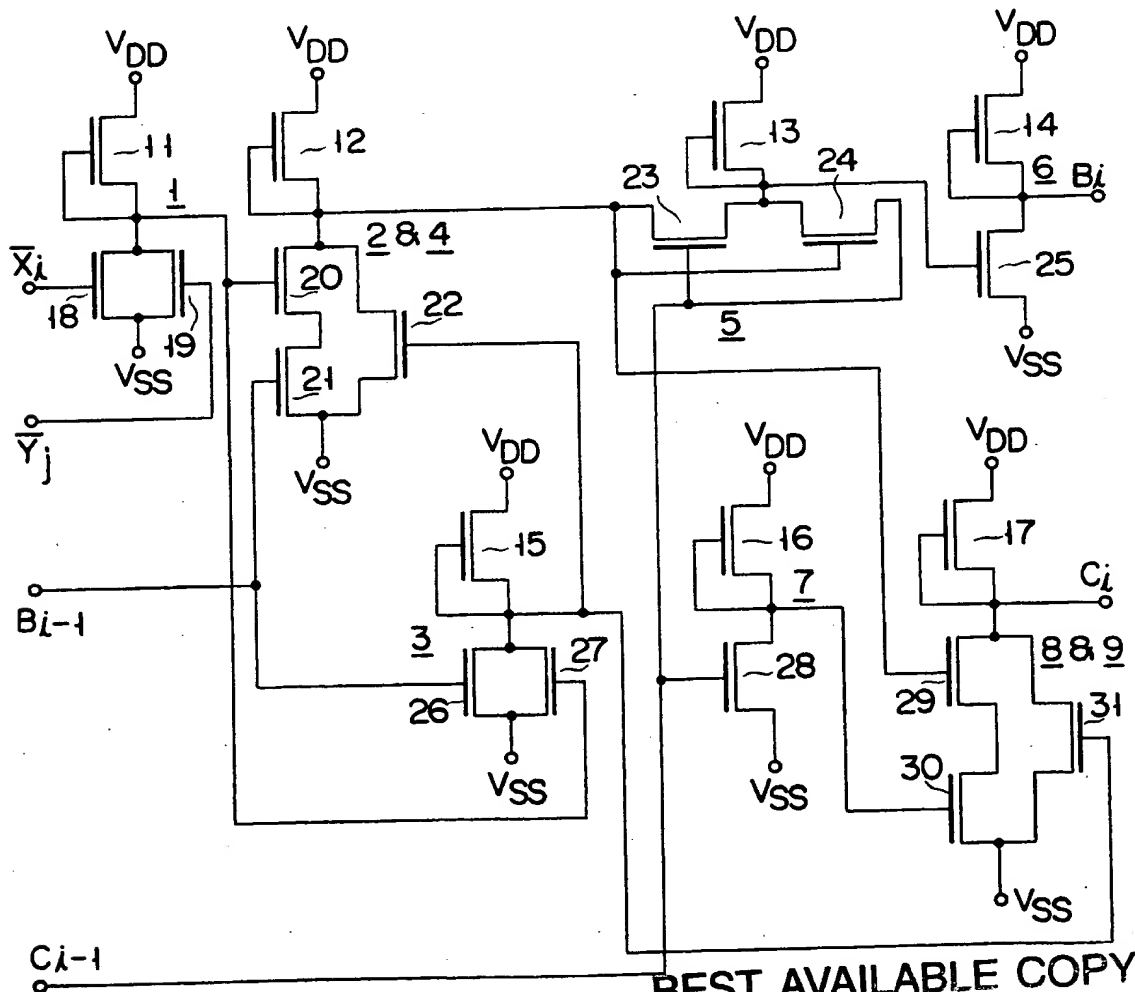 VDD
VDD
VDD
VDD
11
12
13
14
1
23
24
6
Bi
2 & 4
X̅i
20
25
18
19
22
5
VSS
VSS
21
Y̅j
VSS
VDD
VDD
VDD
15
16
17
Ci
7
Bi-1
3
27
8 & 9
26
28
29
31
30
VSS
VSS
VSS
Ci-1
BEST AVAILABLE COPY